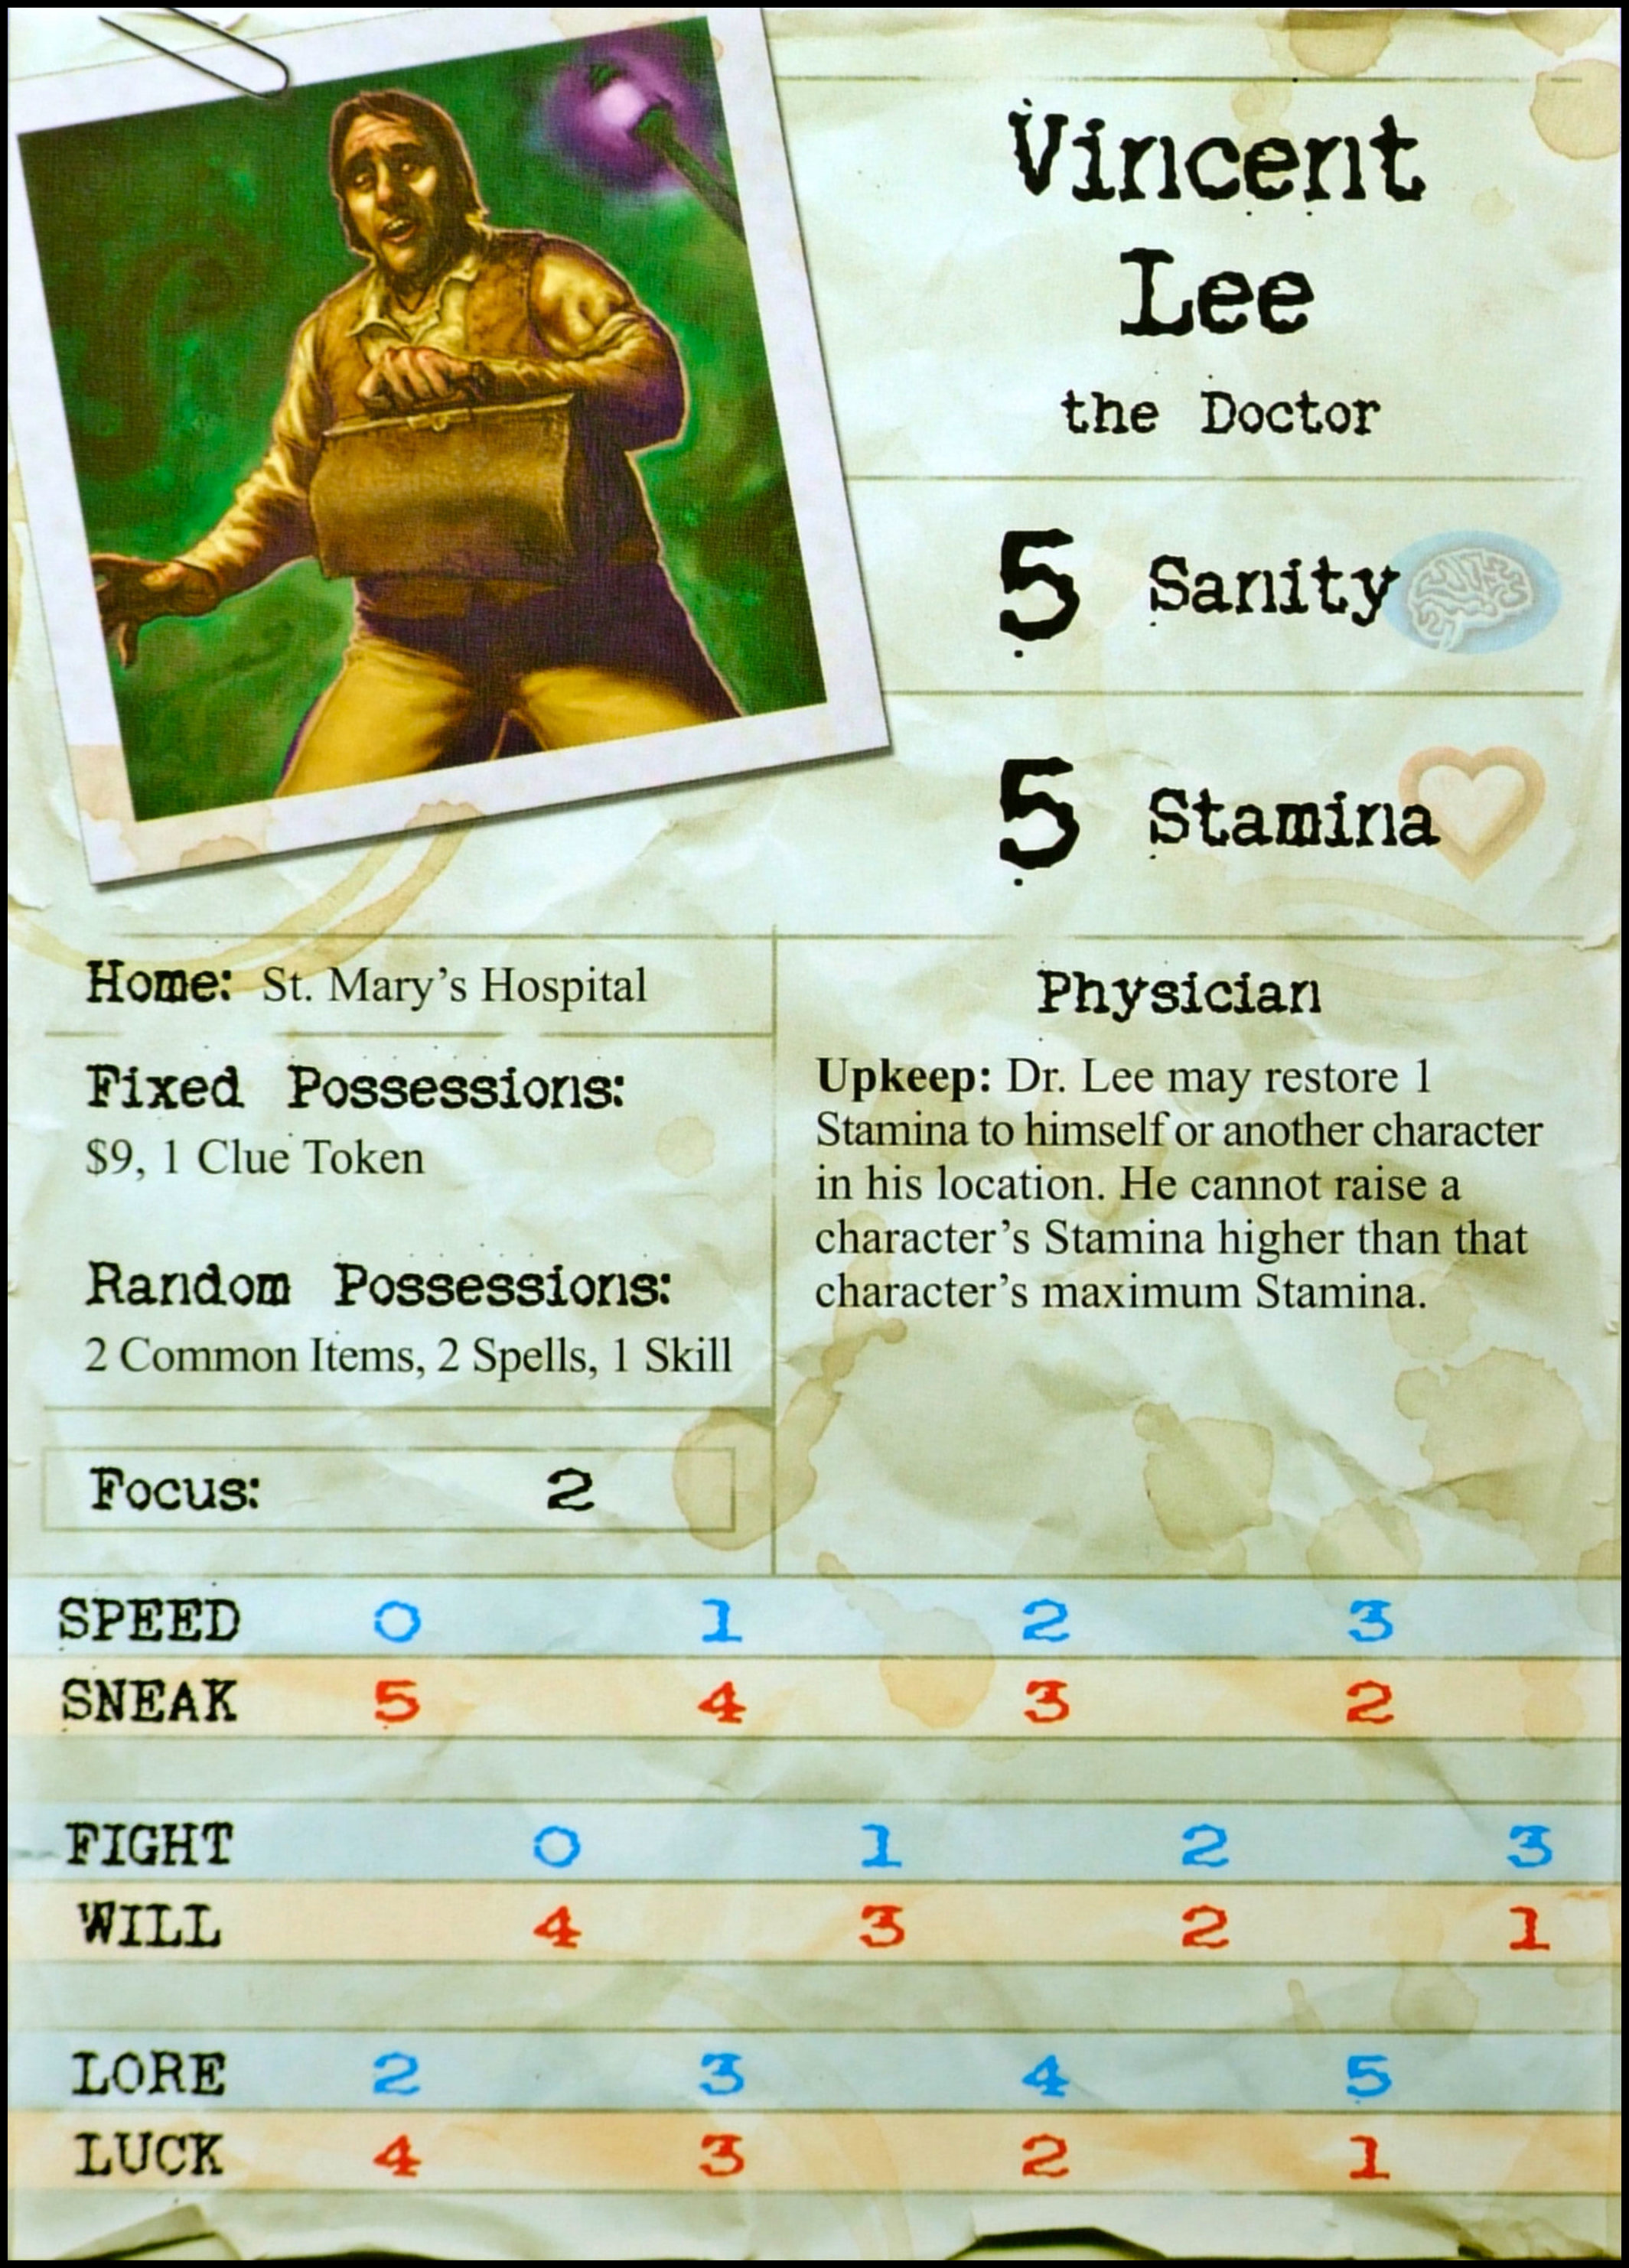 Vincent
Lee
the Doctor
5 Sanity
5 Stamina
Home: St. Mary's Hospital
Fixed Possessions:
$9, 1 Clue Token
Random Possessions:
2 Common Items, 2 Spells, 1 Skill
Focus: 2
Physician
Upkeep: Dr. Lee may restore 1
Stamina to himself or another character
in his location. He cannot raise a
character's Stamina higher than that
character's maximum Stamina.
SPEED 0 1 2 3
SNEAK 5 4 3 2
FIGHT 0 1 2 3
WILL 4 3 2 1
LORE 2 3 4 5
LUCK 4 3 2 1